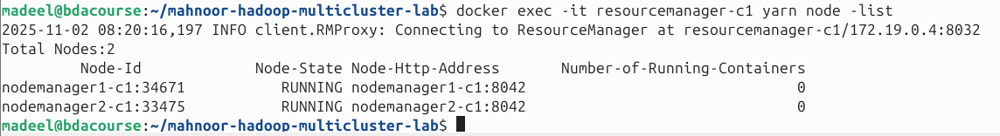 madeel@bdacourse:~/mahnoor-hadoop-multicluster-lab$ docker exec -it resourcemanager-c1 yarn node -list
2025-11-02 08:20:16,197 INFO client.RMProxy: Connecting to ResourceManager at resourcemanager-c1/172.19.0.4:8032
Total Nodes:2
         Node-Id             Node-State Node-Http-Address       Number-of-Running-Containers
nodemanager1-c1:34671           RUNNING nodemanager1-c1:8042                               0
nodemanager2-c1:33475           RUNNING nodemanager2-c1:8042                               0
madeel@bdacourse:~/mahnoor-hadoop-multicluster-lab$